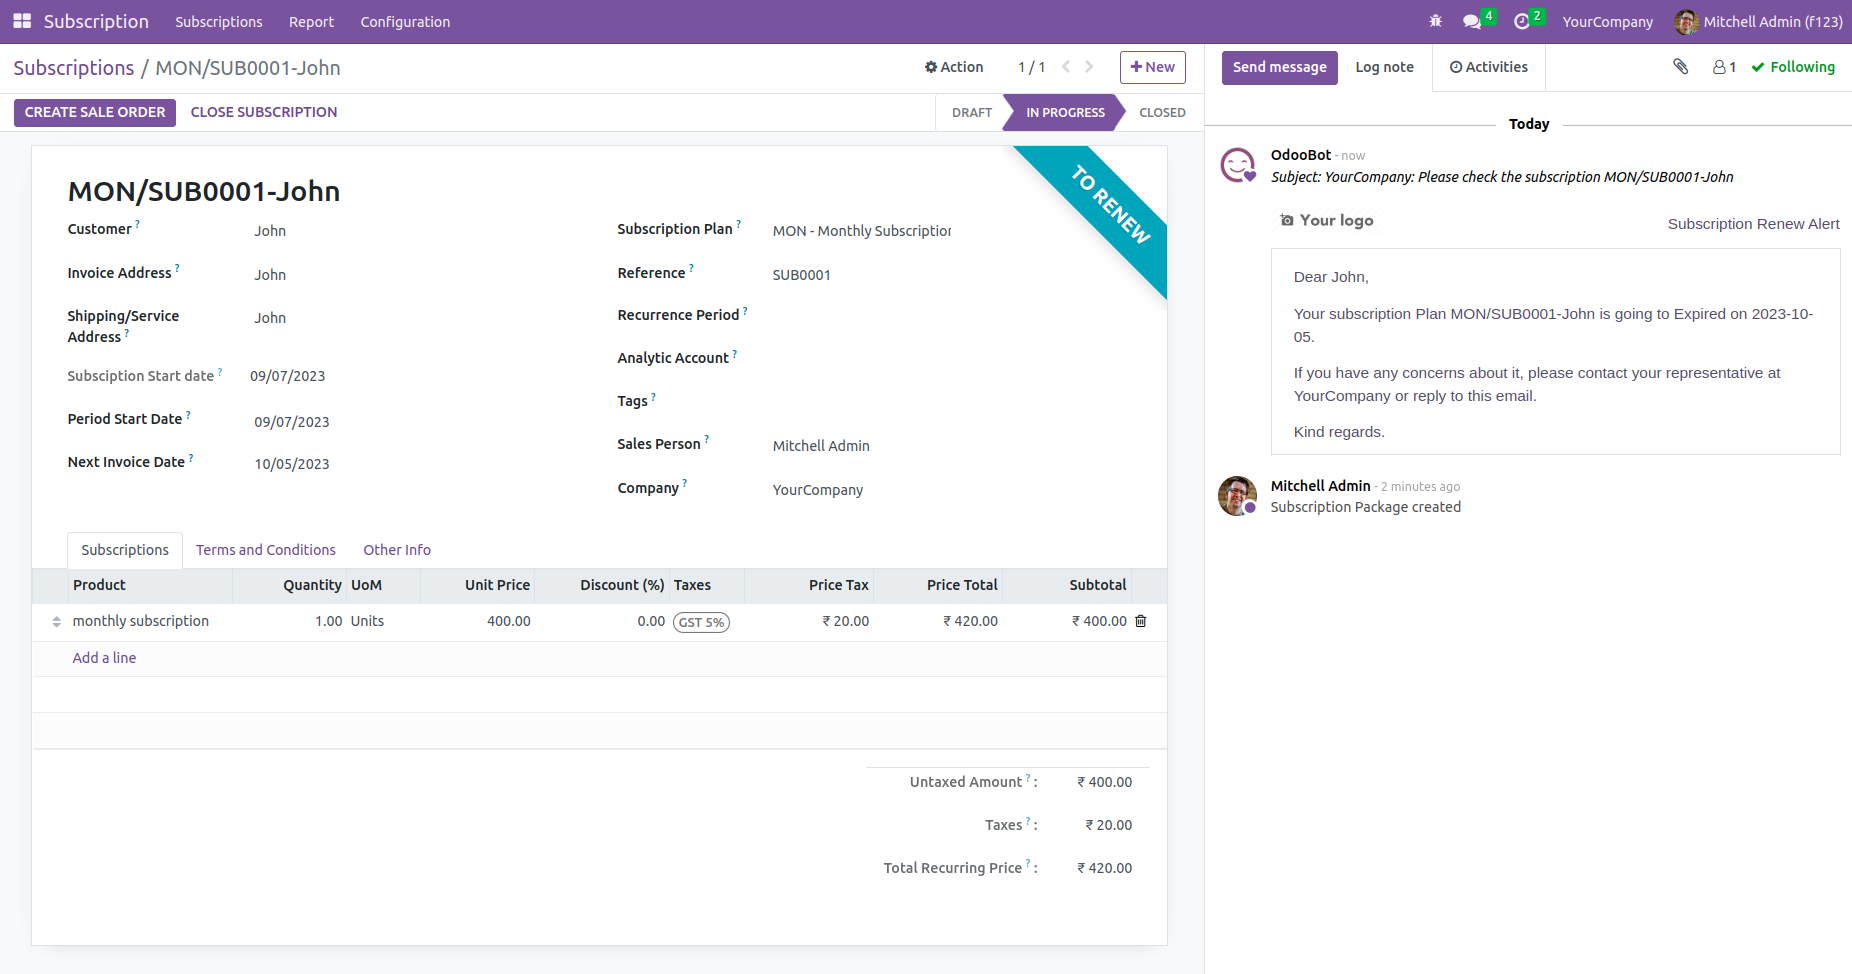 Subscription Subscriptions Report Configuration 4 2 YourCompany Mitchell Admin (f123)
Subscriptions / MON/SUB0001-John Action 1 / 1 New
CREATE SALE ORDER CLOSE SUBSCRIPTION DRAFT IN PROGRESS CLOSED
TO RENEW
MON/SUB0001-John
Customer ? John
Invoice Address ? John
Shipping/Service
Address ? John
Subsciption Start date ? 09/07/2023
Period Start Date ? 09/07/2023
Next Invoice Date ? 10/05/2023
Subscription Plan ? MON - Monthly Subscription
Reference ? SUB0001
Recurrence Period ?
Analytic Account ?
Tags ?
Sales Person ? Mitchell Admin
Company ? YourCompany
Subscriptions Terms and Conditions Other Info
Product Quantity UoM Unit Price Discount (%) Taxes Price Tax Price Total Subtotal
monthly subscription 1.00 Units 400.00 0.00 GST 5% ₹ 20.00 ₹ 420.00 ₹ 400.00
Add a line
Untaxed Amount ? : ₹ 400.00
Taxes ? : ₹ 20.00
Total Recurring Price ? : ₹ 420.00
Send message Log note Activities 1 Following
Today
OdooBot - now
Subject: YourCompany: Please check the subscription MON/SUB0001-John
Your logo Subscription Renew Alert
Dear John,
Your subscription Plan MON/SUB0001-John is going to Expired on 2023-10-
05.
If you have any concerns about it, please contact your representative at
YourCompany or reply to this email.
Kind regards.
Mitchell Admin - 2 minutes ago
Subscription Package created